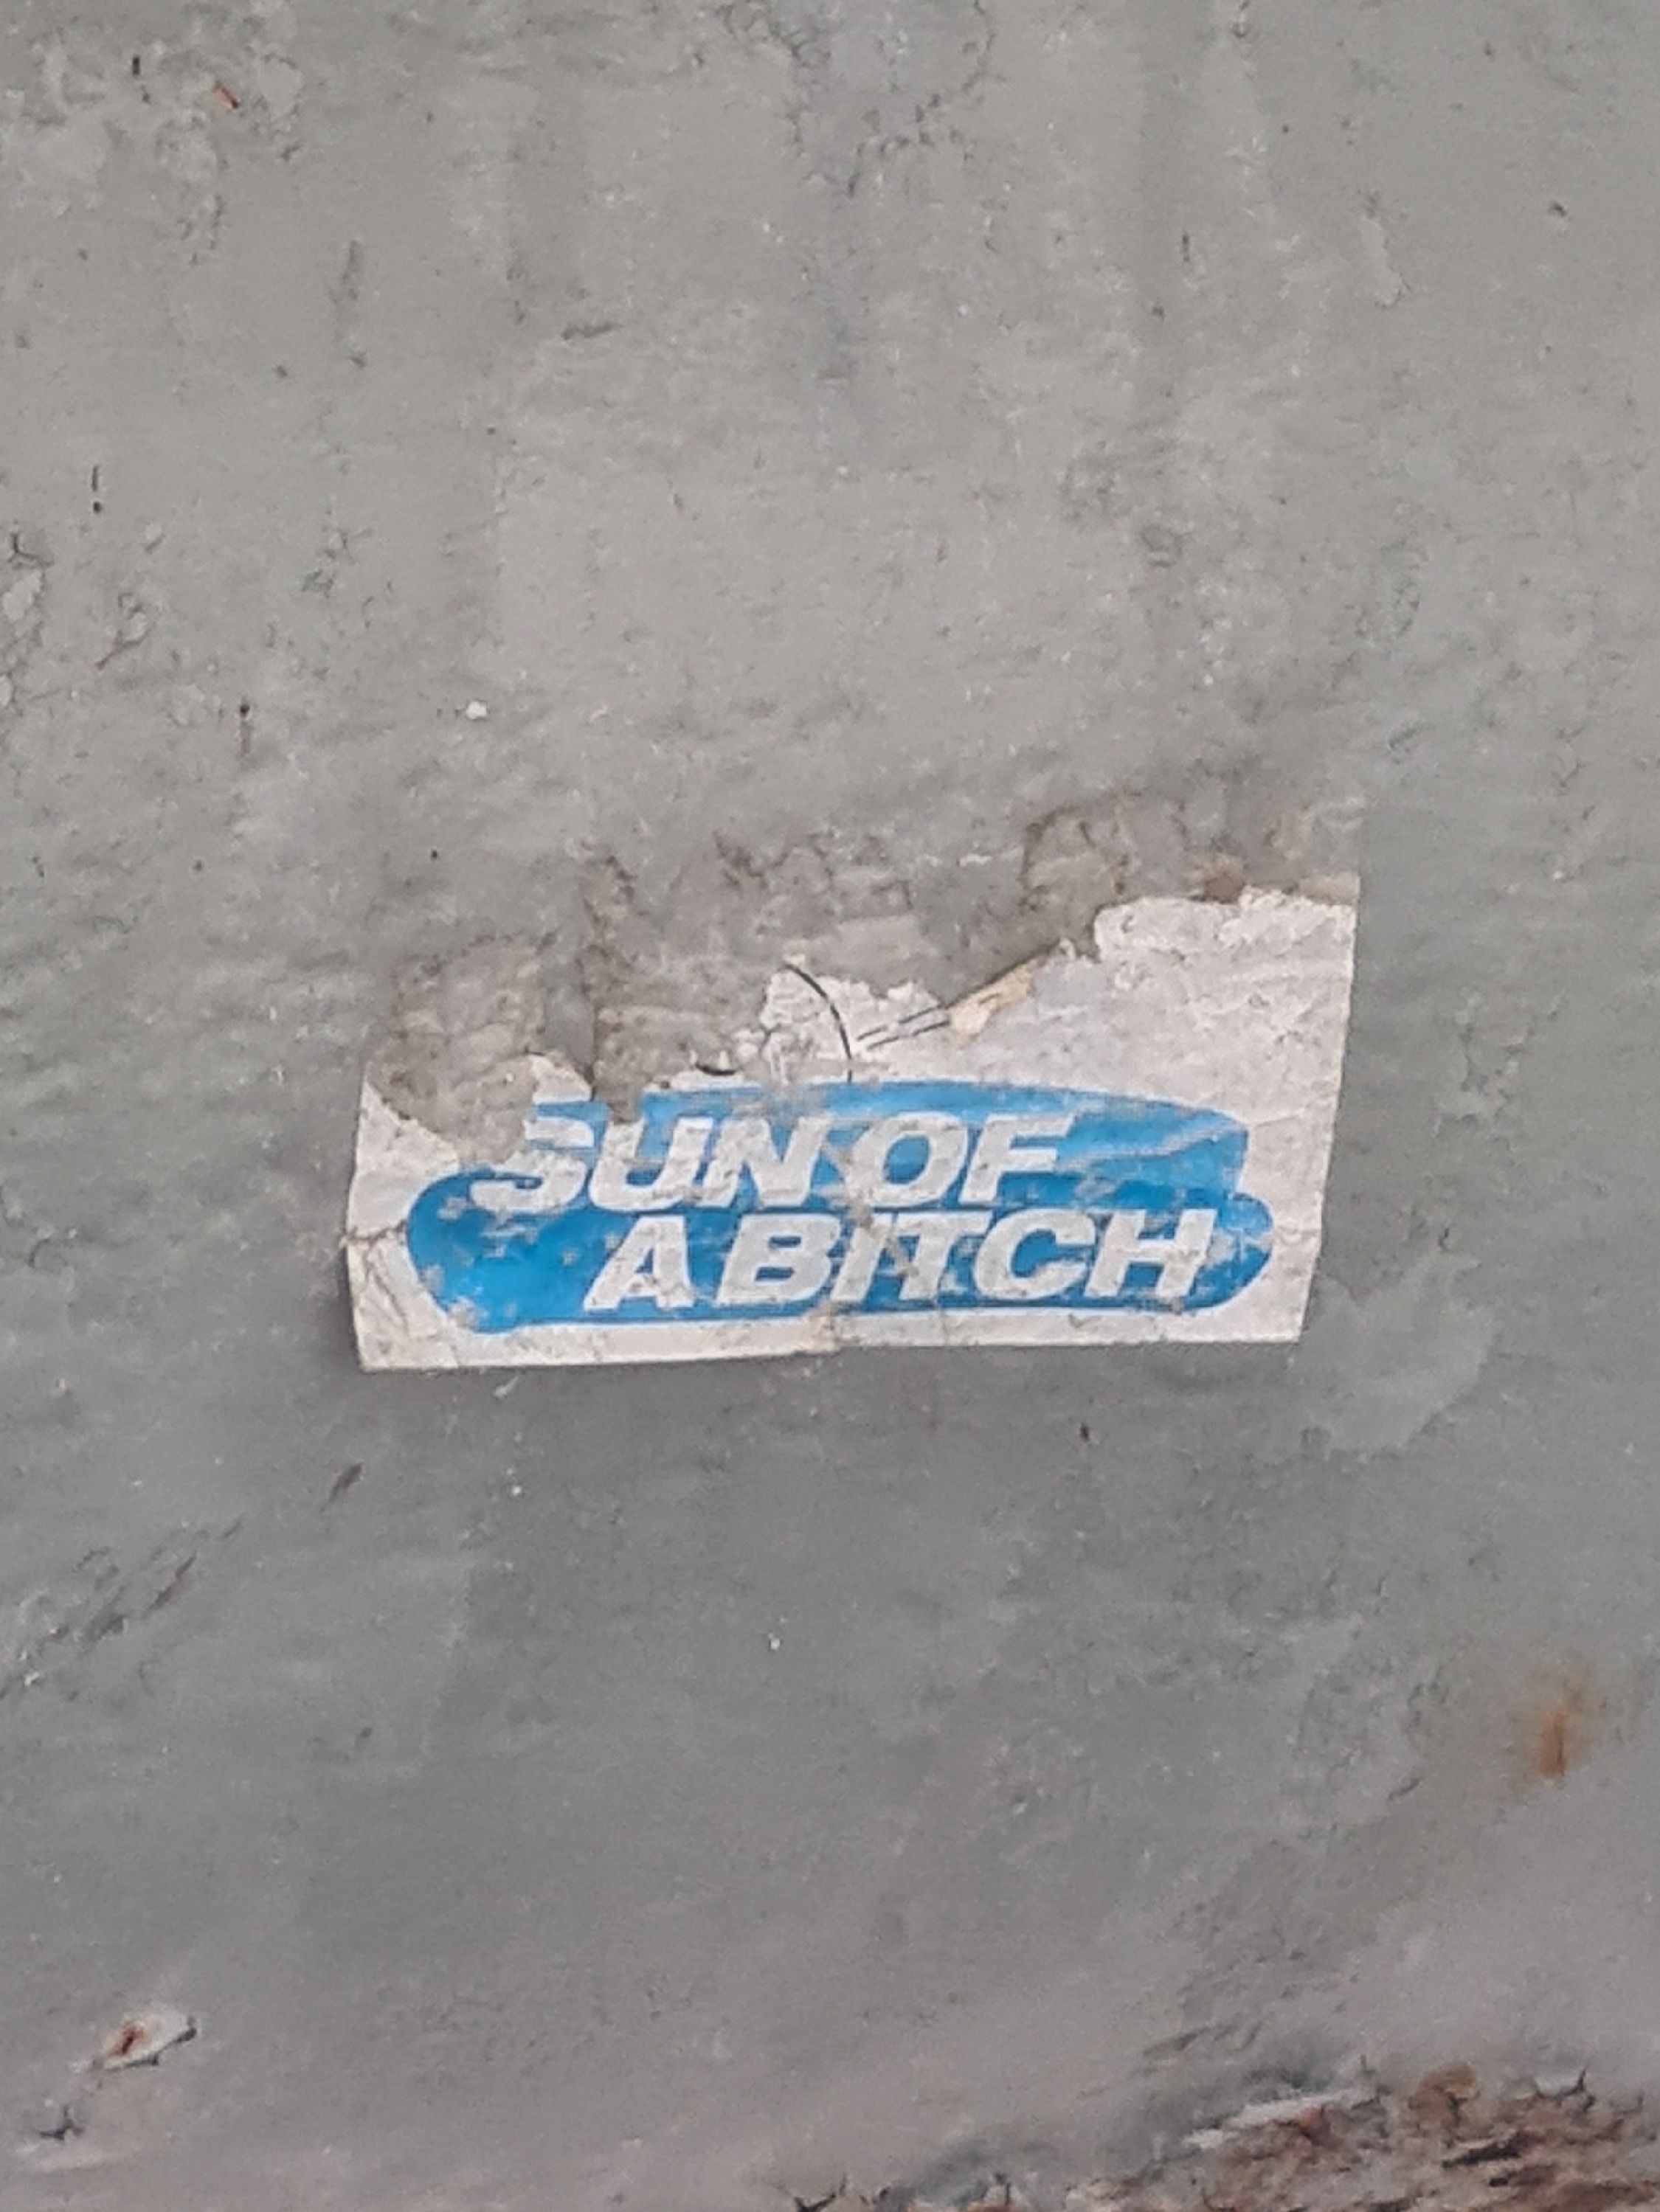 SUN OF
A BITCH